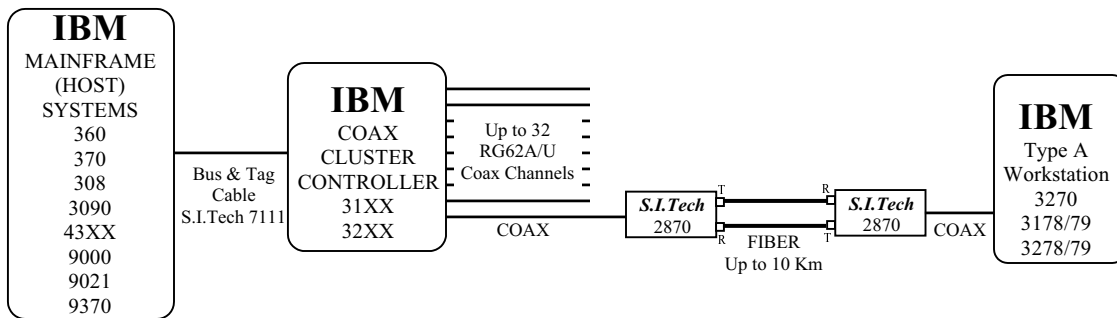 IBM
MAINFRAME
(HOST)
SYSTEMS
360
370
308
3090
43XX
9000
9021
9370
Bus & Tag
Cable
S.I.Tech 7111
IBM
COAX
CLUSTER
CONTROLLER
31XX
32XX
Up to 32
RG62A/U
Coax Channels
COAX
S.I.Tech
2870
T
R
FIBER
Up to 10 Km
R
T
S.I.Tech
2870
COAX
IBM
Type A
Workstation
3270
3178/79
3278/79